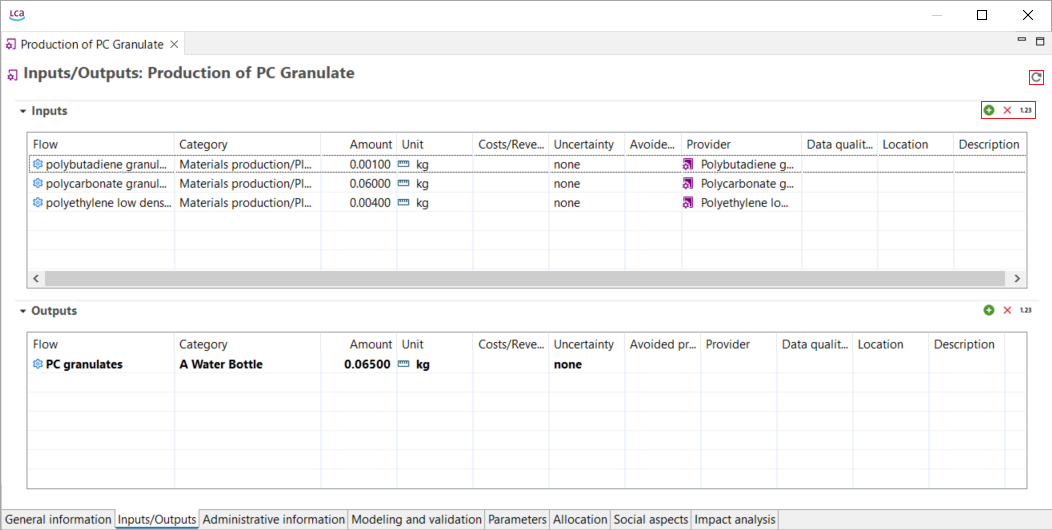 LCA
Production of PC Granulate
Inputs/Outputs: Production of PC Granulate
Inputs
1.23
Flow Category Amount Unit Costs/Reve... Uncertainty Avoide... Provider Data qualit... Location Description
polybutadiene granul... Materials production/Pl... 0.00100 kg none Polybutadiene g...
polycarbonate granul... Materials production/Pl... 0.06000 kg none Polycarbonate g...
polyethylene low dens... Materials production/Pl... 0.00400 kg none Polyethylene lo...
Outputs
1.23
Flow Category Amount Unit Costs/Reve... Uncertainty Avoided pr... Provider Data qualit... Location Description
PC granulates A Water Bottle 0.06500 kg none
General information Inputs/Outputs Administrative information Modeling and validation Parameters Allocation Social aspects Impact analysis